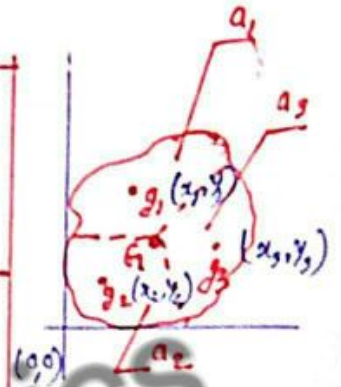 a₁
a₃
g₁ (x₁, y₁)
G
g₃ (x₃, y₃)
g₂ (x₂, y₂)
(0,0)
a₂